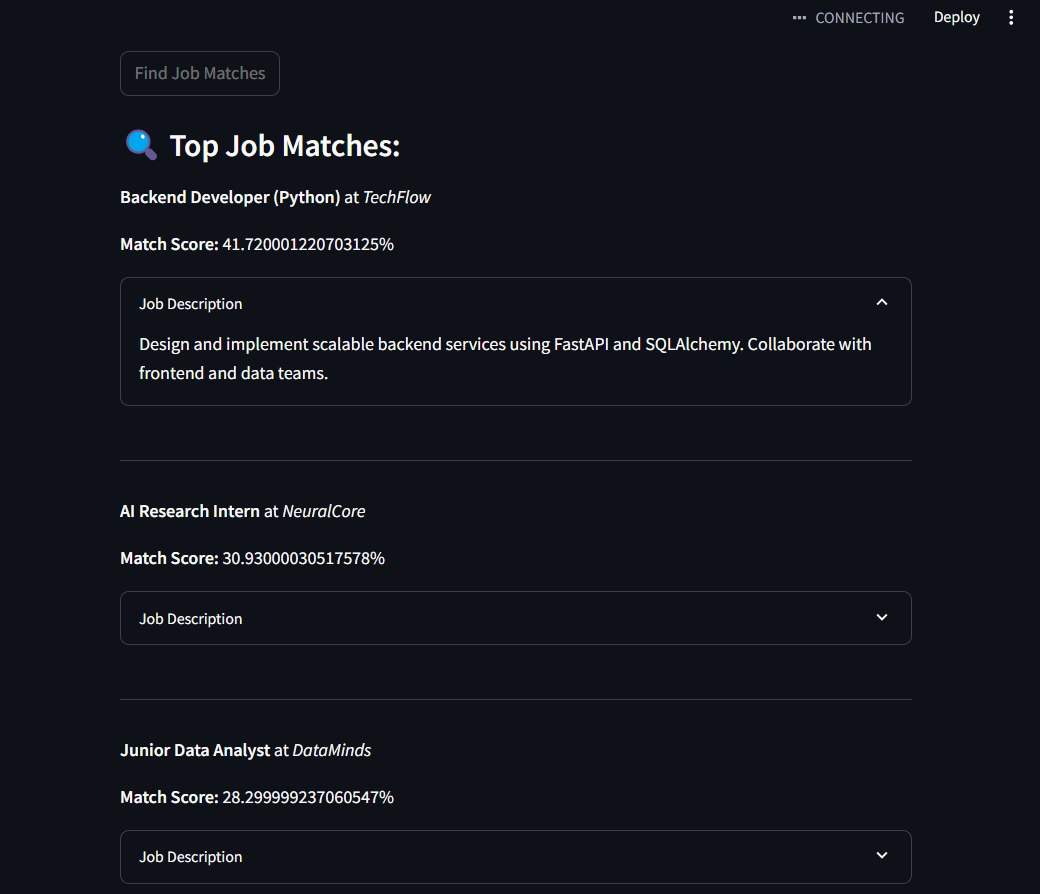 CONNECTING Deploy
Find Job Matches
Top Job Matches:
Backend Developer (Python) at TechFlow
Match Score: 41.720001220703125%
Job Description
Design and implement scalable backend services using FastAPI and SQLAlchemy. Collaborate with
frontend and data teams.
AI Research Intern at NeuralCore
Match Score: 30.93000030517578%
Job Description
Junior Data Analyst at DataMinds
Match Score: 28.299999237060547%
Job Description